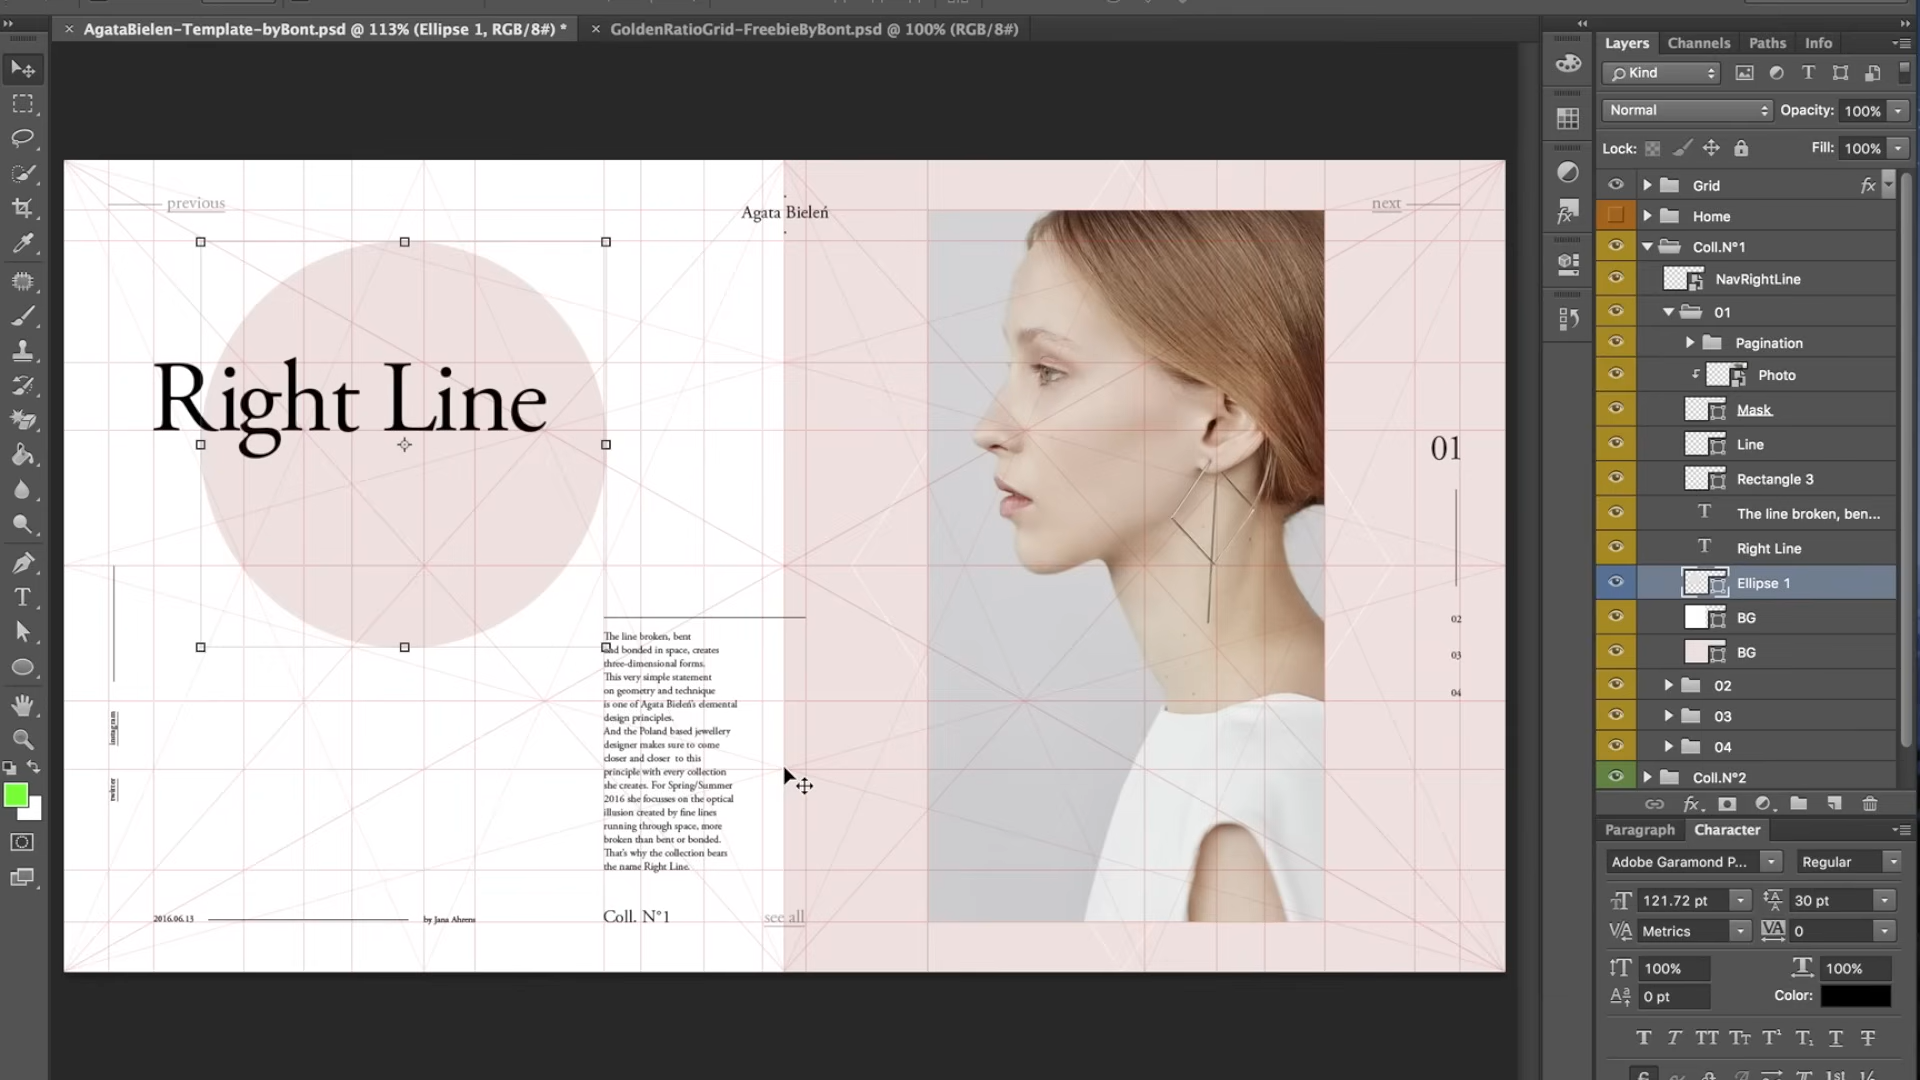 AgataBielen-Template-byBont.psd @ 113% (Ellipse 1, RGB/8#) *
GoldenRatioGrid-FreebieByBont.psd @ 100% (RGB/8#)
previous
Agata Bieleń
next
Right Line
01
02
03
04
The line broken, bent
and bonded in space, creates
three-dimensional forms.
This very simple statement
on geometry and technique
is one of Agata Bieleń's elemental
design principles.
And the Poland based jewellery
designer makes sure to come
closer and closer to this
principle with every collection
she creates. For Spring/Summer
2016 she focusses on the optical
illusion created by fine lines
running through space, more
broken than bent or bonded.
That's why the collection bears
the name Right Line.
instagram
twitter
2016.06.13
by Jana Ahrens
Coll. N°1
see all
Layers Channels Paths Info
Kind
Normal Opacity: 100%
Lock: Fill: 100%
Grid fx
Home
Coll.N°1
NavRightLine
01
Pagination
Photo
Mask
Line
Rectangle 3
The line broken, ben...
Right Line
Ellipse 1
BG
BG
02
03
04
Coll.N°2
Paragraph Character
Adobe Garamond P... Regular
121.72 pt 30 pt
Metrics 0
100% 100%
0 pt Color: